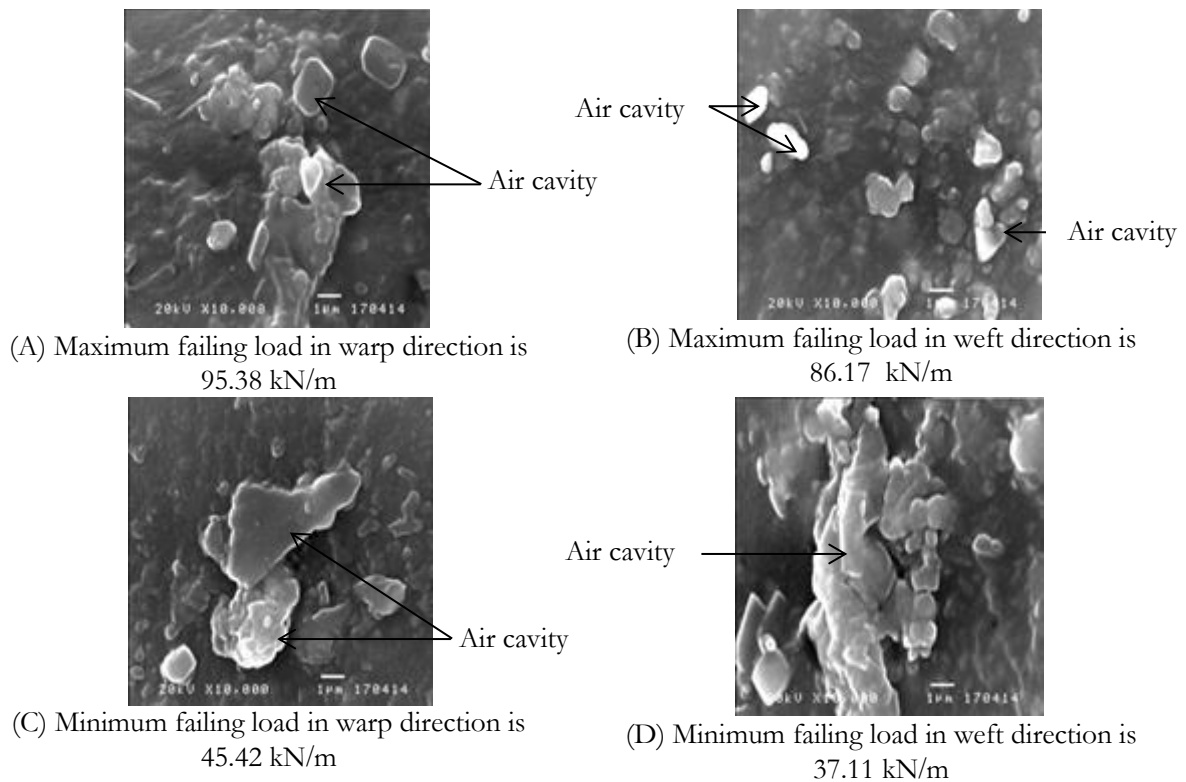 Air cavity
20kV X10,000 1µm 170414
(A) Maximum failing load in warp direction is
95.38 kN/m
Air cavity
Air cavity
20kV X10,000 1µm 170414
(B) Maximum failing load in weft direction is
86.17 kN/m
Air cavity
20kV X10,000 1µm 170414
(C) Minimum failing load in warp direction is
45.42 kN/m
Air cavity
20kV 1µm 170414
(D) Minimum failing load in weft direction is
37.11 kN/m